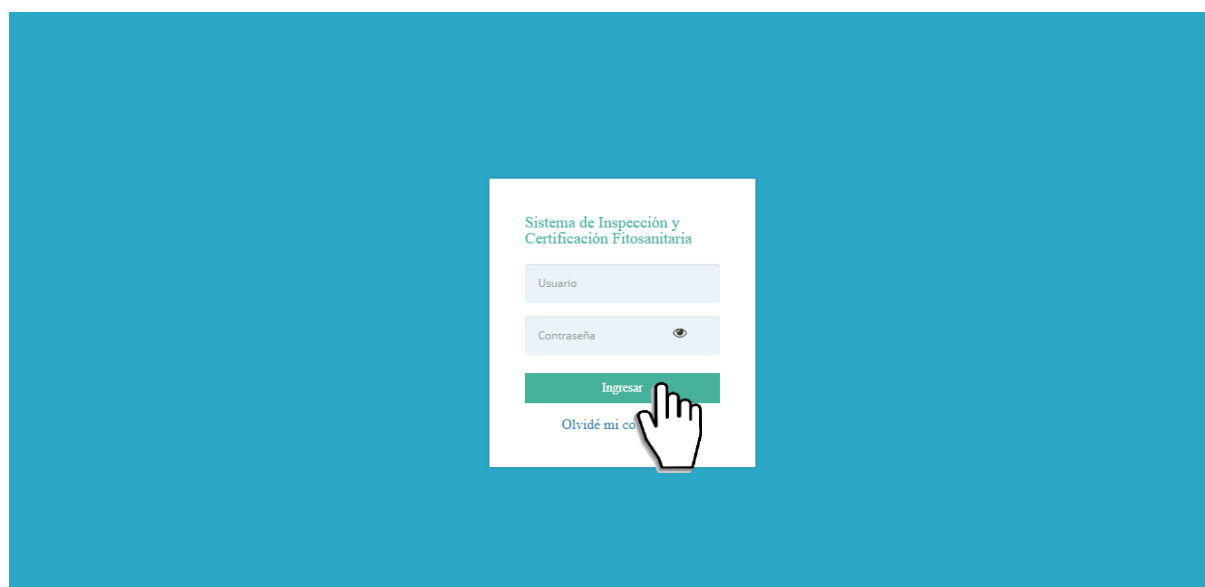 Sistema de Inspección y
Certificación Fitosanitaria
Usuario
Contraseña
Ingresar
Olvidé mi